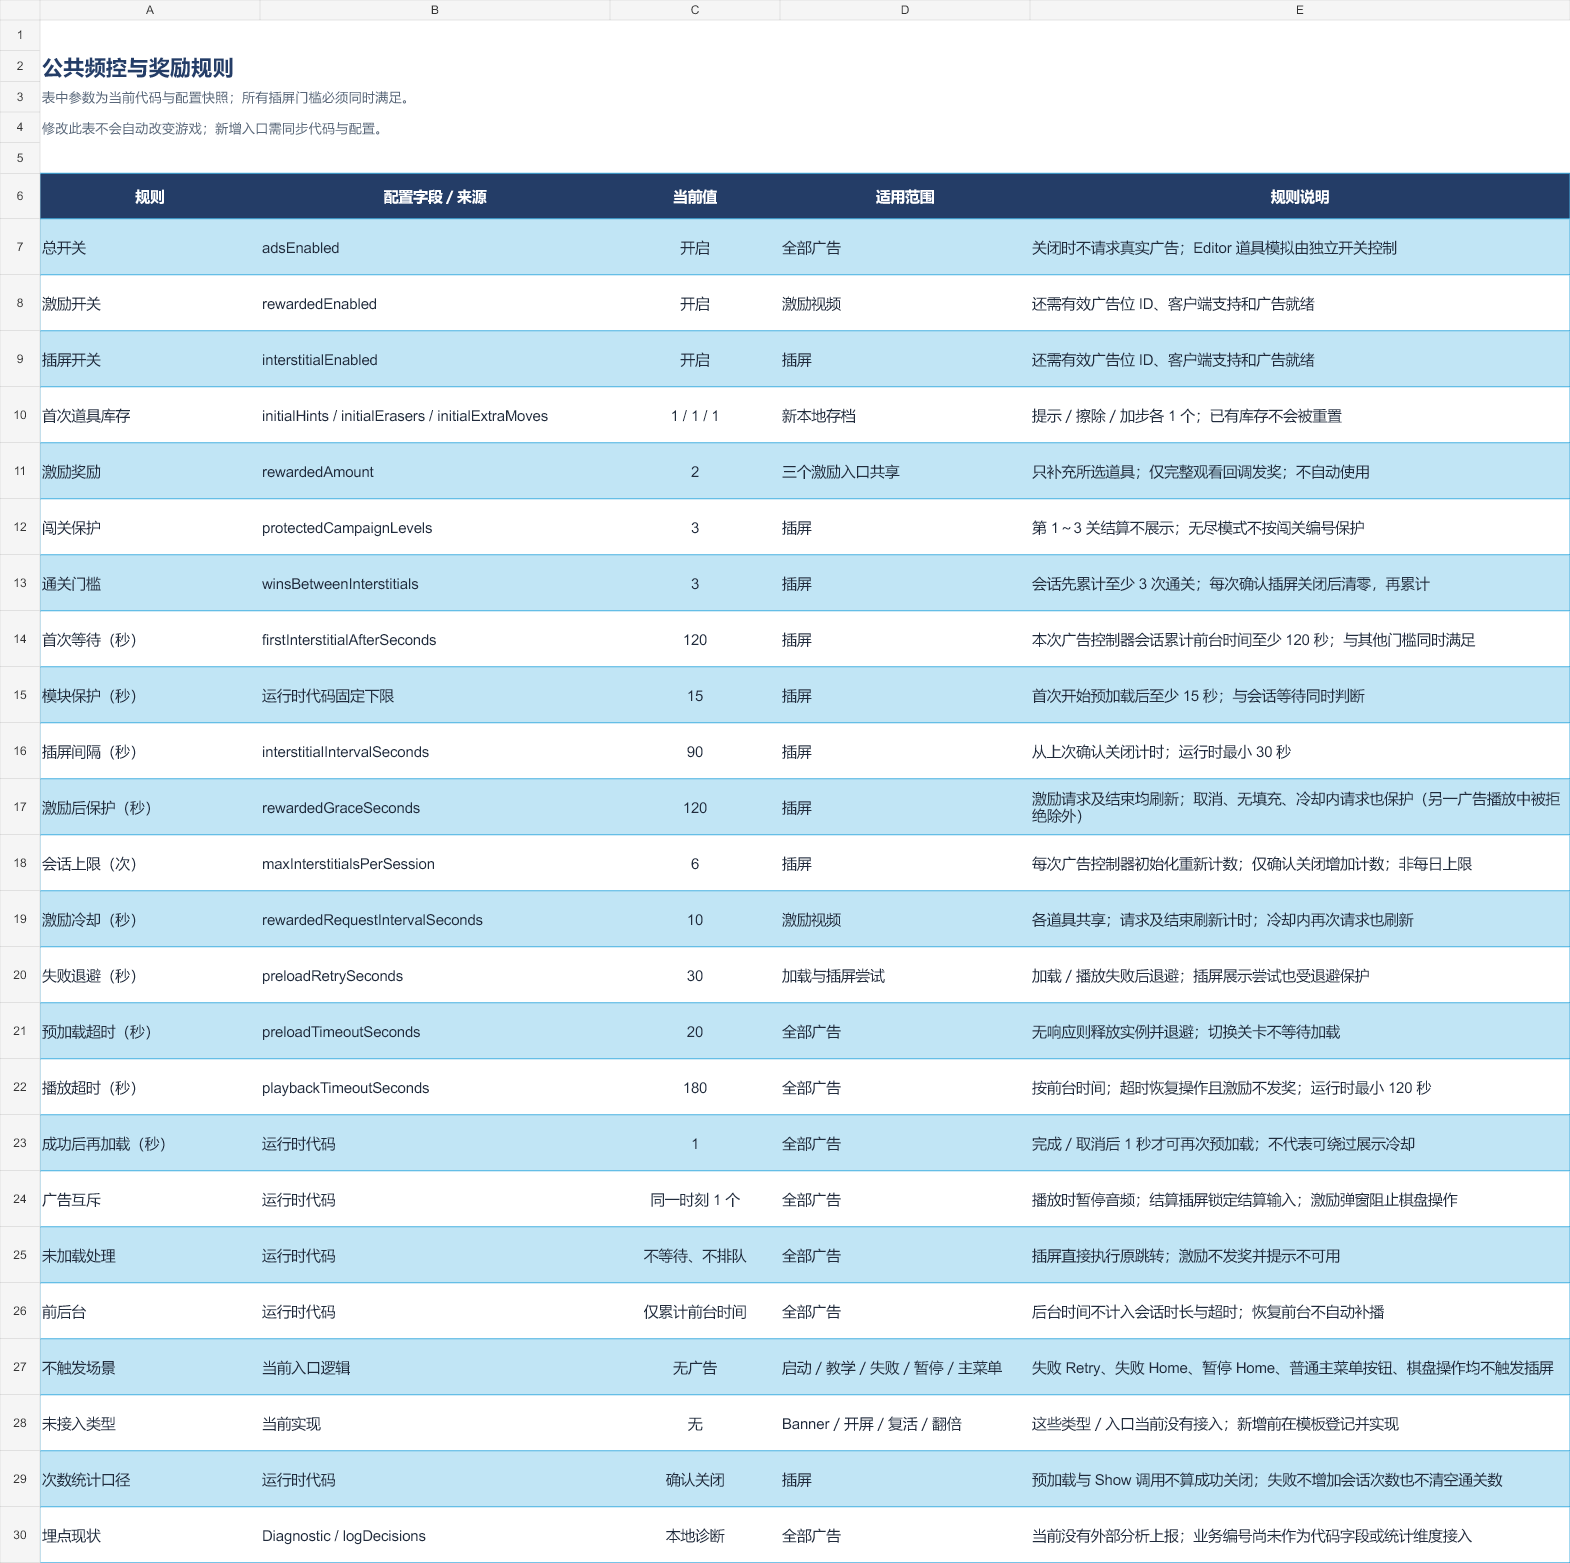 A B C D E
1
2 公共频控与奖励规则
3 表中参数为当前代码与配置快照；所有插屏门槛必须同时满足。
4 修改此表不会自动改变游戏；新增入口需同步代码与配置。
5
6 规则 配置字段 / 来源 当前值 适用范围 规则说明
7 总开关 adsEnabled 开启 全部广告 关闭时不请求真实广告；Editor 道具模拟由独立开关控制
8 激励开关 rewardedEnabled 开启 激励视频 还需有效广告位 ID、客户端支持和广告就绪
9 插屏开关 interstitialEnabled 开启 插屏 还需有效广告位 ID、客户端支持和广告就绪
10 首次道具库存 initialHints / initialErasers / initialExtraMoves 1 / 1 / 1 新本地存档 提示 / 擦除 / 加步各 1 个；已有库存不会被重置
11 激励奖励 rewardedAmount 2 三个激励入口共享 只补充所选道具；仅完整观看回调发奖；不自动使用
12 闯关保护 protectedCampaignLevels 3 插屏 第 1～3 关结算不展示；无尽模式不按闯关编号保护
13 通关门槛 winsBetweenInterstitials 3 插屏 会话先累计至少 3 次通关；每次确认插屏关闭后清零，再累计
14 首次等待（秒） firstInterstitialAfterSeconds 120 插屏 本次广告控制器会话累计前台时间至少 120 秒；与其他门槛同时满足
15 模块保护（秒） 运行时代码固定下限 15 插屏 首次开始预加载后至少 15 秒；与会话等待同时判断
16 插屏间隔（秒） interstitialIntervalSeconds 90 插屏 从上次确认关闭计时；运行时最小 30 秒
17 激励后保护（秒） rewardedGraceSeconds 120 插屏 激励请求及结束均刷新；取消、无填充、冷却内请求也保护（另一广告播放中被拒
绝除外）
18 会话上限（次） maxInterstitialsPerSession 6 插屏 每次广告控制器初始化重新计数；仅确认关闭增加计数；非每日上限
19 激励冷却（秒） rewardedRequestIntervalSeconds 10 激励视频 各道具共享；请求及结束刷新计时；冷却内再次请求也刷新
20 失败退避（秒） preloadRetrySeconds 30 加载与插屏尝试 加载 / 播放失败后退避；插屏展示尝试也受退避保护
21 预加载超时（秒） preloadTimeoutSeconds 20 全部广告 无响应则释放实例并退避；切换关卡不等待加载
22 播放超时（秒） playbackTimeoutSeconds 180 全部广告 按前台时间；超时恢复操作且激励不发奖；运行时最小 120 秒
23 成功后再加载（秒） 运行时代码 1 全部广告 完成 / 取消后 1 秒才可再次预加载；不代表可绕过展示冷却
24 广告互斥 运行时代码 同一时刻 1 个 全部广告 播放时暂停音频；结算插屏锁定结算输入；激励弹窗阻止棋盘操作
25 未加载处理 运行时代码 不等待、不排队 全部广告 插屏直接执行原跳转；激励不发奖并提示不可用
26 前后台 运行时代码 仅累计前台时间 全部广告 后台时间不计入会话时长与超时；恢复前台不自动补播
27 不触发场景 当前入口逻辑 无广告 启动 / 教学 / 失败 / 暂停 / 主菜单 失败 Retry、失败 Home、暂停 Home、普通主菜单按钮、棋盘操作均不触发插屏
28 未接入类型 当前实现 无 Banner / 开屏 / 复活 / 翻倍 这些类型 / 入口当前没有接入；新增前在模板登记并实现
29 次数统计口径 运行时代码 确认关闭 插屏 预加载与 Show 调用不算成功关闭；失败不增加会话次数也不清空通关数
30 埋点现状 Diagnostic / logDecisions 本地诊断 全部广告 当前没有外部分析上报；业务编号尚未作为代码字段或统计维度接入